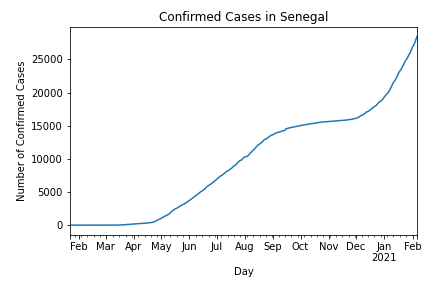 Confirmed Cases in Senegal
Number of Confirmed Cases
25000
20000
15000
10000
5000
0
Feb Mar Apr May Jun Jul Aug Sep Oct Nov Dec Jan Feb
2021
Day